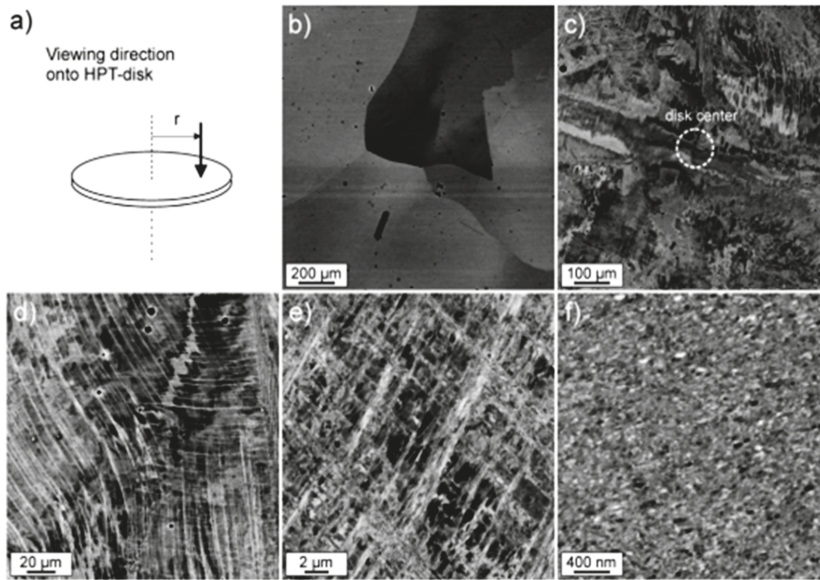 a)
Viewing direction
onto HPT-disk
r
b)
200 µm
c)
disk center
100 µm
d)
20 µm
e)
2 µm
f)
400 nm